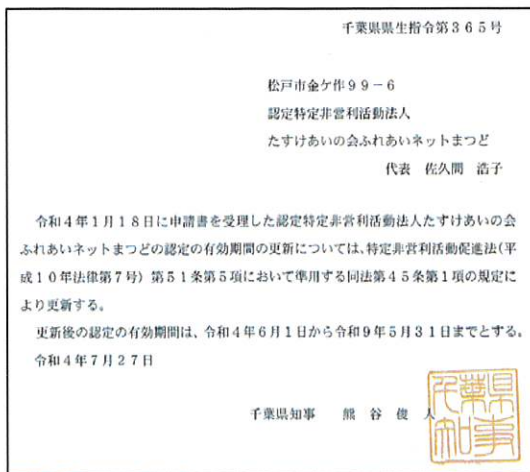 千葉県県生指令第365号
松戸市金ケ作99-6
認定特定非営利活動法人
たすけあいの会ふれあいネットまつど
代表 佐久間 浩子
令和4年1月18日に申請書を受理した認定特定非営利活動法人たすけあいの会
ふれあいネットまつどの認定の有効期間の更新については、特定非営利活動促進法(平
成10年法律第7号)第51条第5項において準用する同法第45条第1項の規定に
より更新する。
更新後の認定の有効期間は、令和4年6月1日から令和9年5月31日までとする。
令和4年7月27日
千葉県知事 熊谷俊人
千葉県知事